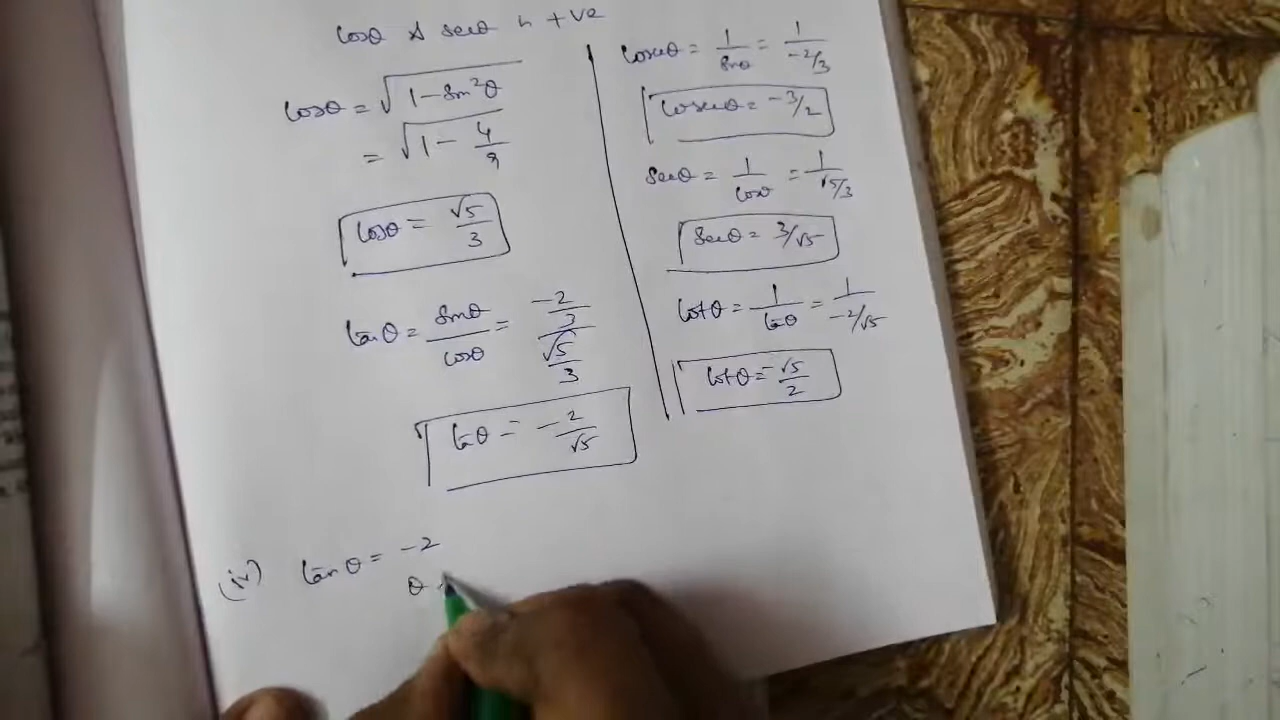 cosθ & secθ is +ve
cosθ = √(1-sin²θ)
= √(1 - 4/9)
cosθ = √5/3
tanθ = sinθ/cosθ = (-2/3)/(√5/3)
tanθ = -2/√5
cosecθ = 1/sinθ = 1/(-2/3)
cosecθ = -3/2
secθ = 1/cosθ = 1/(√5/3)
secθ = 3/√5
cotθ = 1/tanθ = 1/(-2/√5)
cotθ = -√5/2
(iv) tanθ = -2
θ